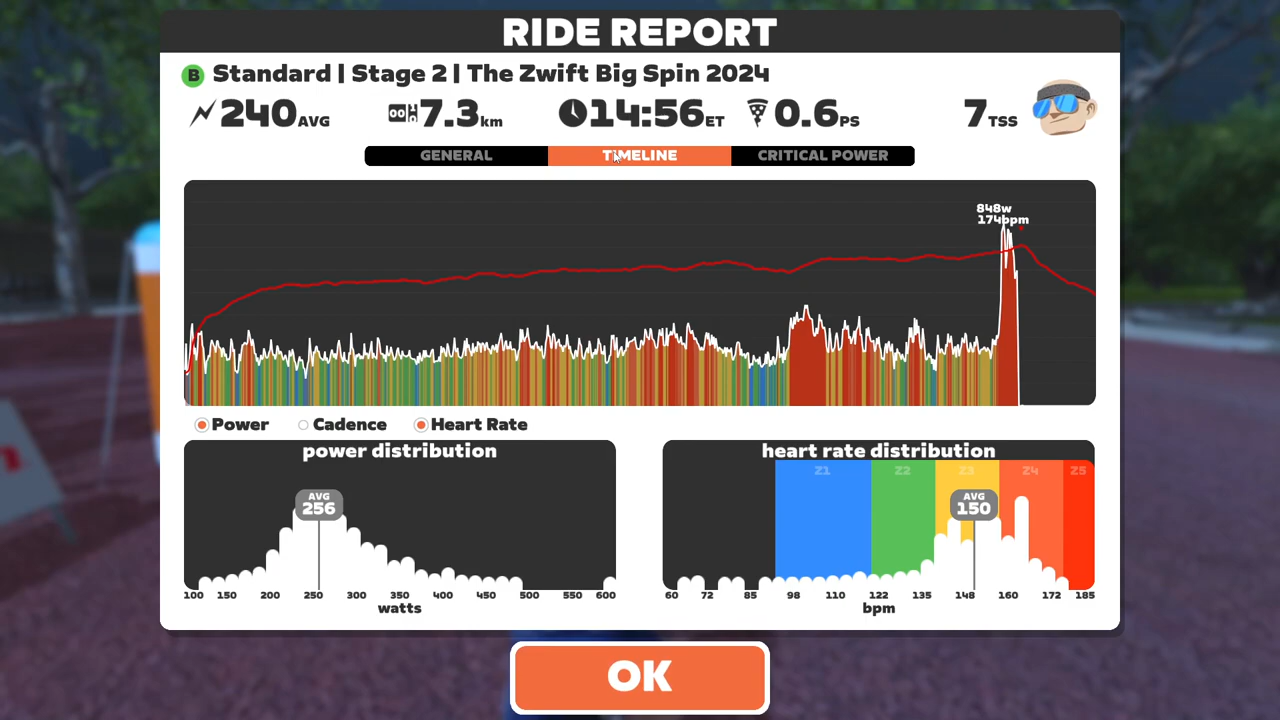 RIDE REPORT
B Standard | Stage 2 | The Zwift Big Spin 2024
240AVG 7.3km 14:56ET 0.6PS 7TSS
GENERAL TIMELINE CRITICAL POWER
848w
174bpm
Power Cadence Heart Rate
power distribution
AVG
256
100 150 200 250 300 350 400 450 500 550 600
watts
heart rate distribution
Z1 Z2 Z3 Z4 Z5
AVG
150
60 72 85 98 110 122 135 148 160 172 185
bpm
OK